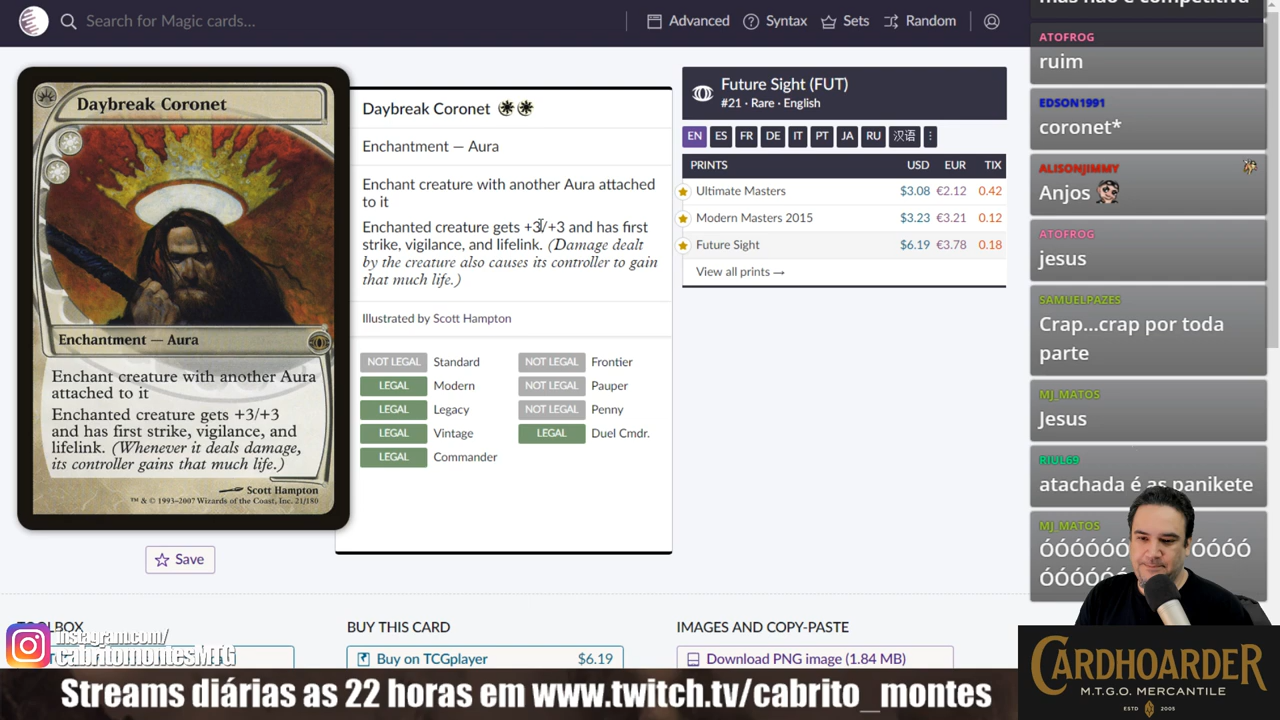 Search for Magic cards...
Advanced
Syntax
Sets
Random
Daybreak Coronet
Enchantment — Aura
Enchant creature with another Aura
attached to it
Enchanted creature gets +3/+3
and has first strike, vigilance, and
lifelink. (Whenever it deals damage,
its controller gains that much life.)
Scott Hampton
™ & © 1993–2007 Wizards of the Coast, Inc. 21/180
Save
Daybreak Coronet
Enchantment — Aura
Enchant creature with another Aura attached
to it
Enchanted creature gets +3/+3 and has first
strike, vigilance, and lifelink. (Damage dealt
by the creature also causes its controller to gain
that much life.)
Illustrated by Scott Hampton
NOT LEGAL Standard NOT LEGAL Frontier
LEGAL Modern NOT LEGAL Pauper
LEGAL Legacy NOT LEGAL Penny
LEGAL Vintage LEGAL Duel Cmdr.
LEGAL Commander
Future Sight (FUT)
#21 · Rare · English
EN ES FR DE IT PT JA RU 汉语
PRINTS USD EUR TIX
Ultimate Masters $3.08 €2.12 0.42
Modern Masters 2015 $3.23 €3.21 0.12
Future Sight $6.19 €3.78 0.18
View all prints →
TOOLBOX
BUY THIS CARD
Buy on TCGplayer $6.19
IMAGES AND COPY-PASTE
Download PNG image (1.84 MB)
mas não é competitiva
ATOFROG
ruim
EDSON1991
coronet*
ALISONJIMMY
Anjos
ATOFROG
jesus
SAMUELPAZES
Crap...crap por toda
parte
MJ_MATOS
Jesus
RIUL69
atachada é as panikete
MJ_MATOS
instagram.com/
cabritomontesMTG
Streams diárias as 22 horas em www.twitch.tv/cabrito_montes
CARDHOARDER
M.T.G.O. MERCANTILE
ESTD 2005